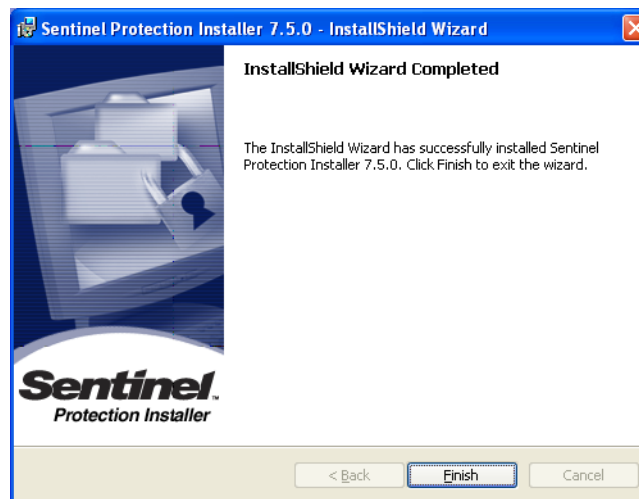 Sentinel Protection Installer 7.5.0 - InstallShield Wizard
InstallShield Wizard Completed
The InstallShield Wizard has successfully installed Sentinel
Protection Installer 7.5.0. Click Finish to exit the wizard.
Sentinel™
Protection Installer
< Back Finish Cancel